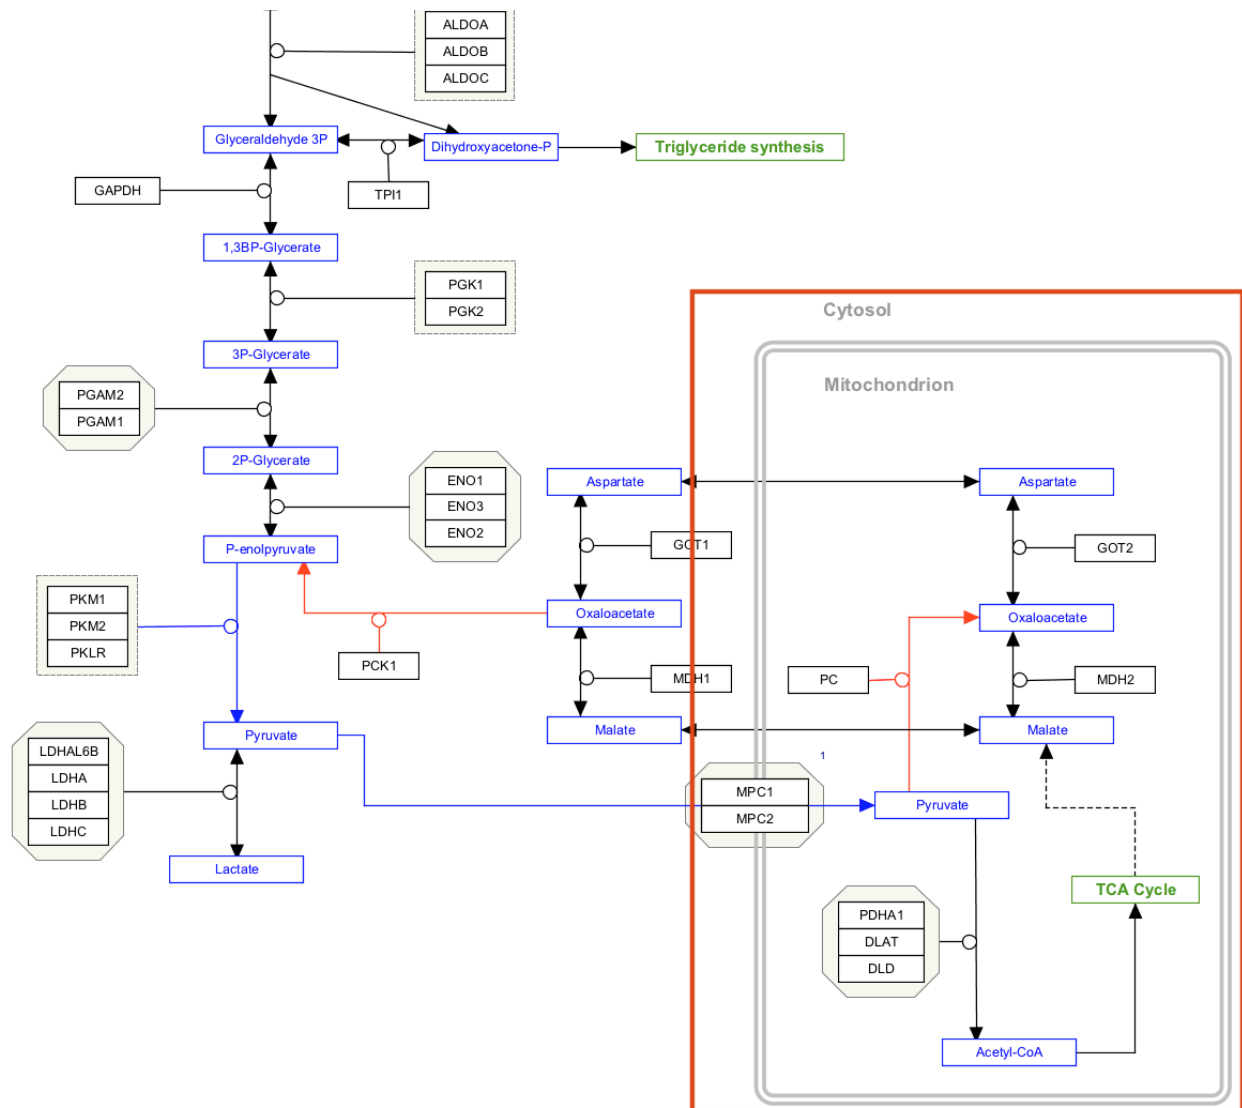 ALDOA
ALDOB
ALDOC
Glyceraldehyde 3P
Dihydroxyacetone-P
Triglyceride synthesis
GAPDH
TPI1
1,3BP-Glycerate
PGK1
PGK2
Cytosol
3P-Glycerate
Mitochondrion
PGAM2
PGAM1
2P-Glycerate
ENO1
ENO3
ENO2
Aspartate
Aspartate
P-enolpyruvate
GOT1
GOT2
PKM1
PKM2
PKLR
Oxaloacetate
Oxaloacetate
PCK1
MDH1
PC
MDH2
Pyruvate
Malate
Malate
1
LDHAL6B
LDHA
LDHB
LDHC
MPC1
MPC2
Pyruvate
Lactate
TCA Cycle
PDHA1
DLAT
DLD
Acetyl-CoA